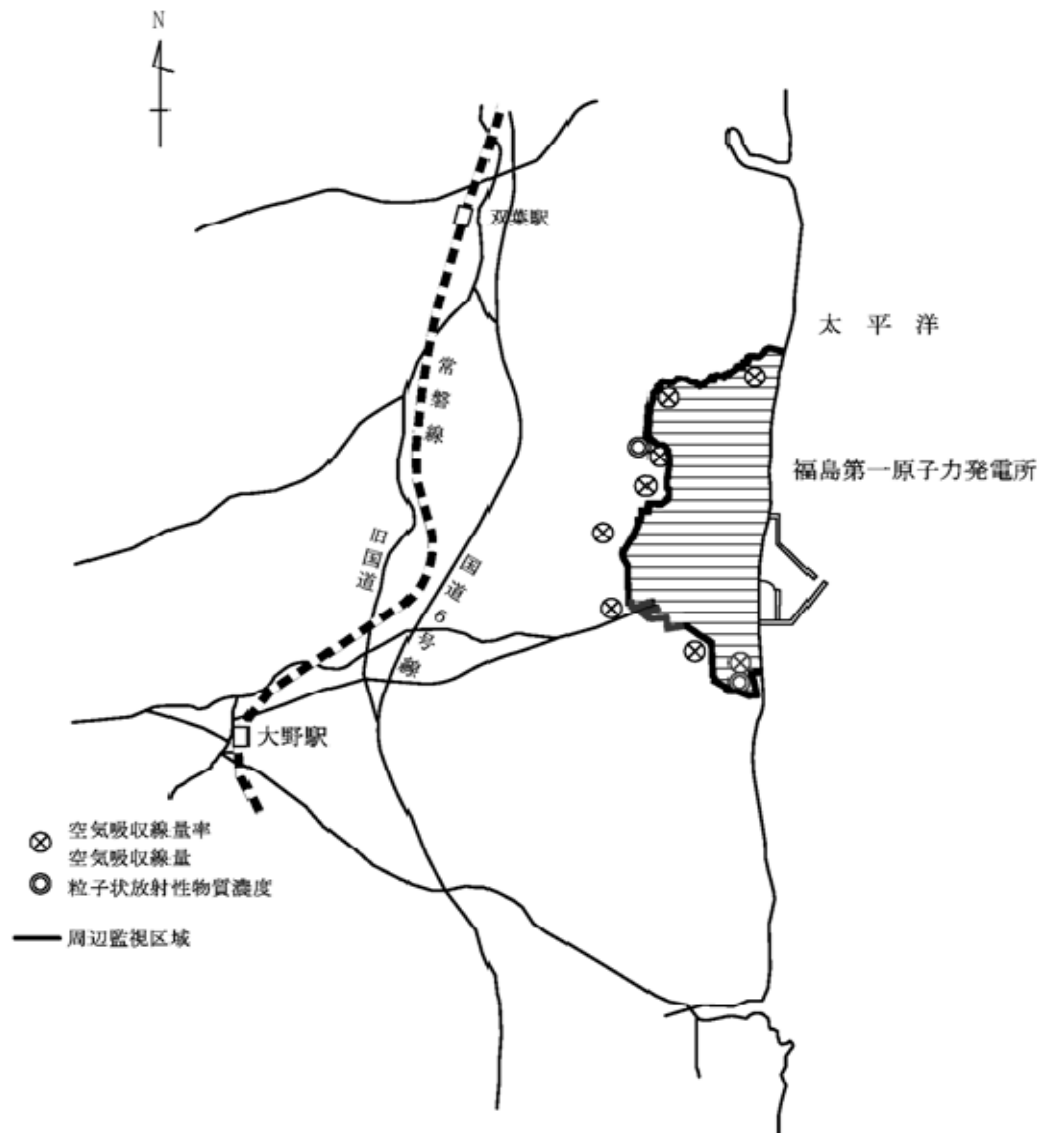 N
双葉駅
太平洋
常磐線
福島第一原子力発電所
旧国道
国道6号線
大野駅
空気吸収線量率
空気吸収線量
粒子状放射性物質濃度
周辺監視区域